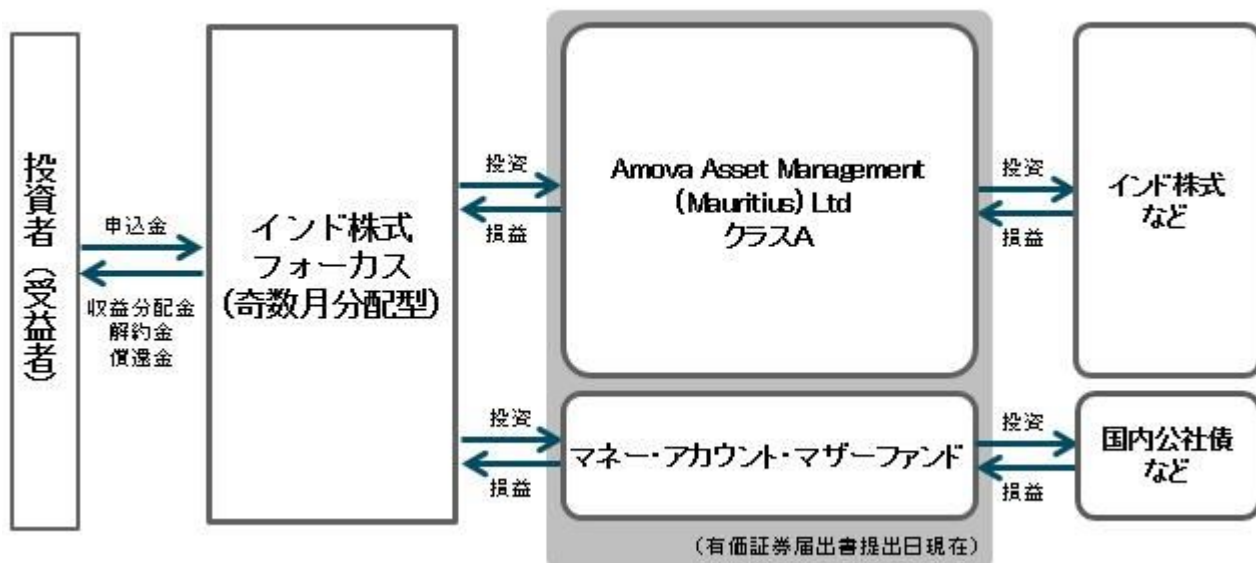 投資者（受益者）
申込金
収益分配金
解約金
償還金
インド株式
フォーカス
（奇数月分配型）
投資
損益
Amova Asset Management
(Mauritius) Ltd
クラスA
投資
損益
インド株式
など
投資
損益
マネー・アカウント・マザーファンド
投資
損益
国内公社債
など
（有価証券届出書提出日現在）